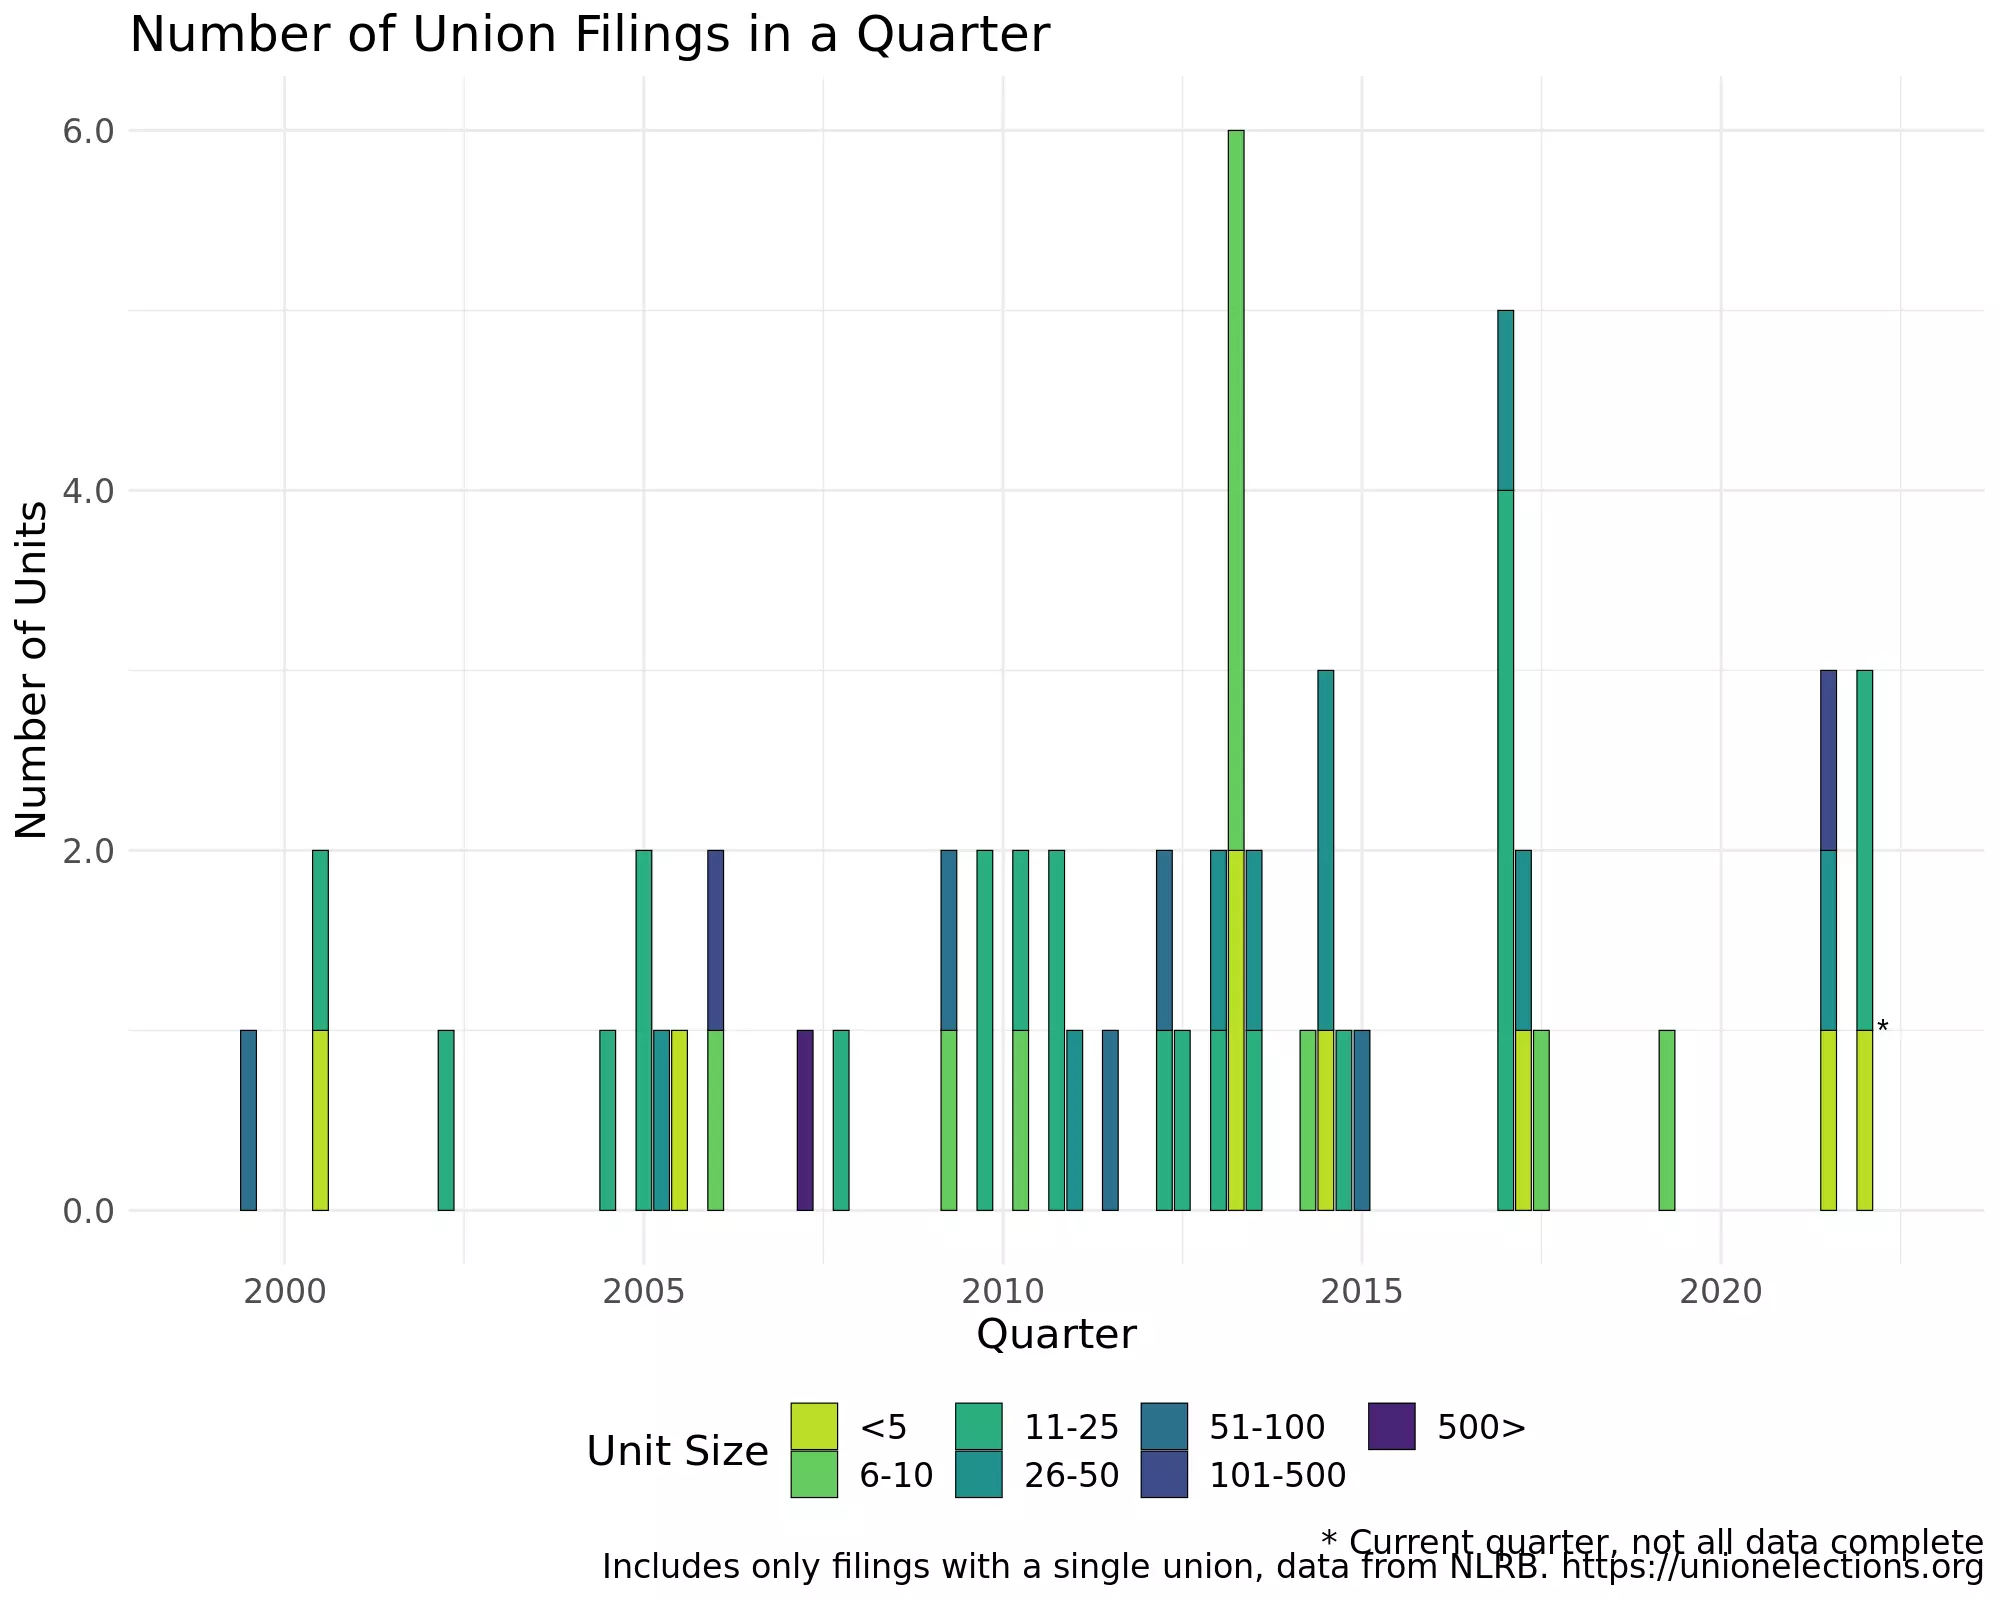 Number of Union Filings in a Quarter
6.0
4.0
2.0
0.0
Number of Units
*
2000 2005 2010 2015 2020
Quarter
Unit Size
<5 11-25 51-100 500>
6-10 26-50 101-500
* Current quarter, not all data complete
Includes only filings with a single union, data from NLRB. https://unionelections.org